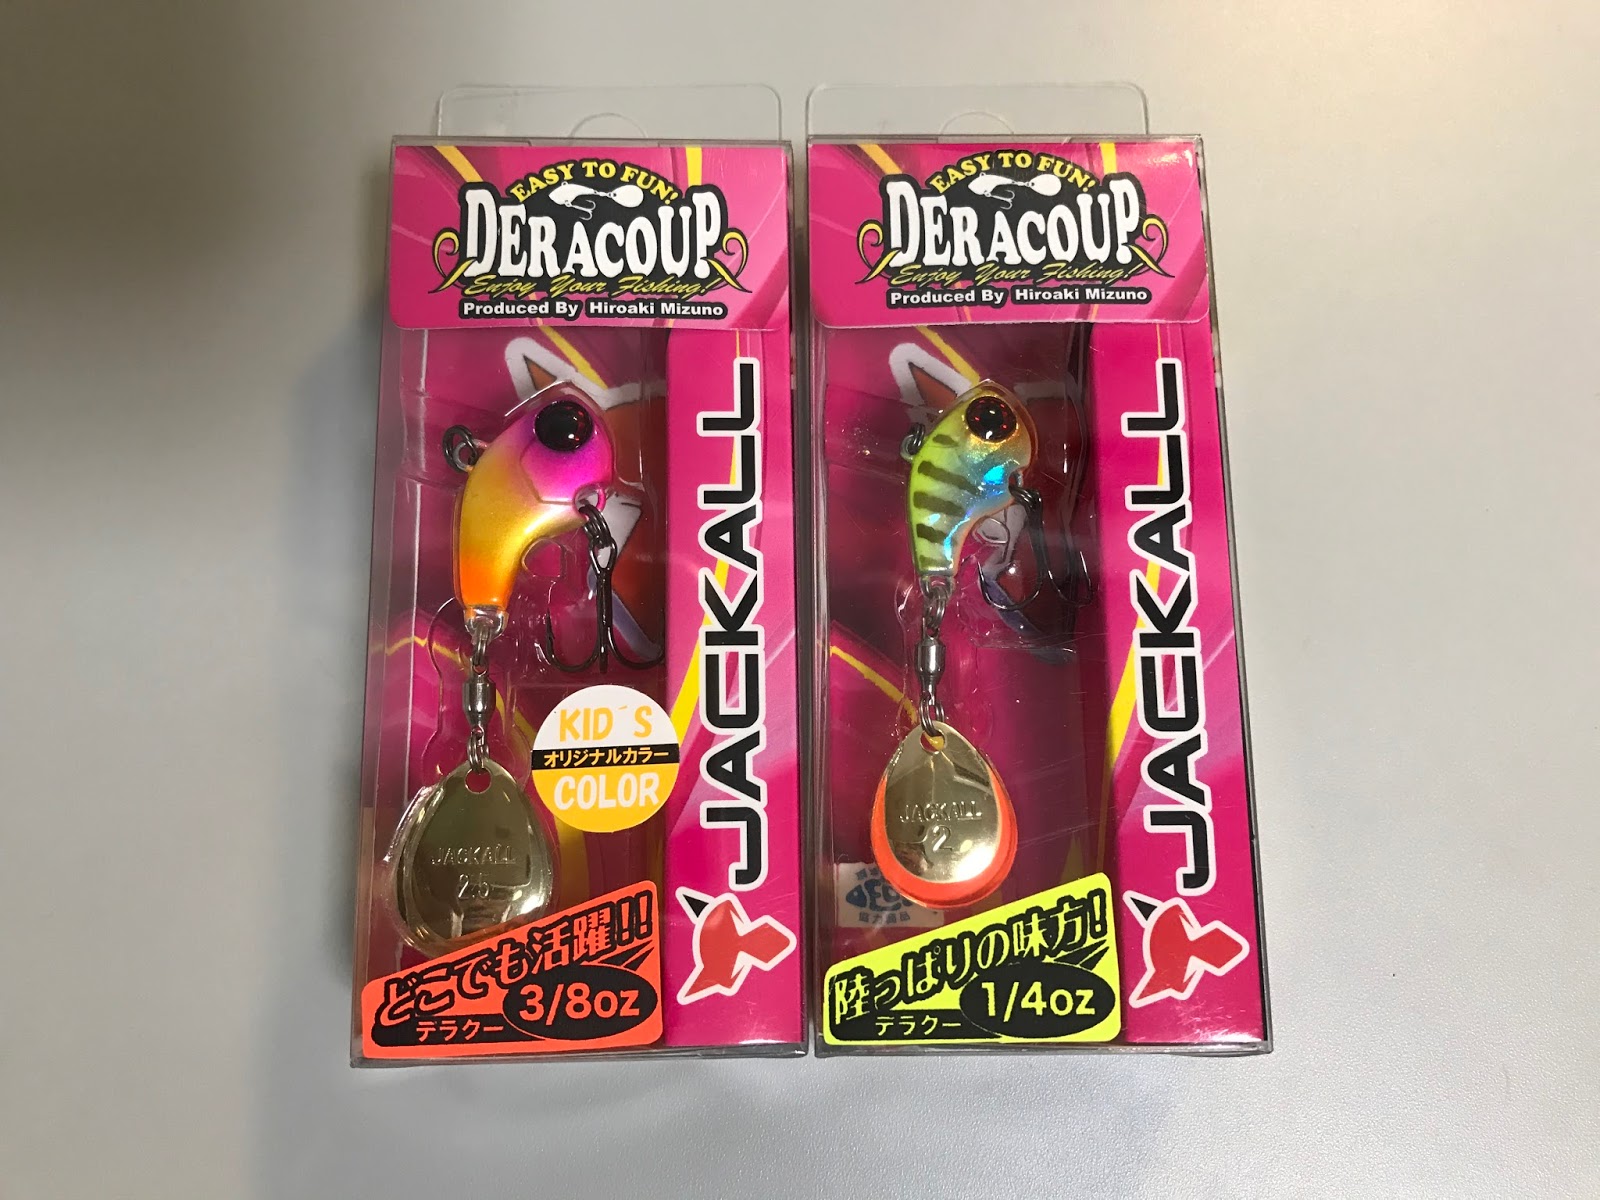 EASY TO FUN!
DERACOUP
Enjoy Your Fishing!
Produced By Hiroaki Mizuno
JACKALL
KID´S
オリジナルカラー
COLOR
JACKALL
2.5
どこでも活躍!!
デラクー
3/8oz
EASY TO FUN!
DERACOUP
Enjoy Your Fishing!
Produced By Hiroaki Mizuno
JACKALL
JACKALL
2
陸っぱりの味方!
デラクー
1/4oz